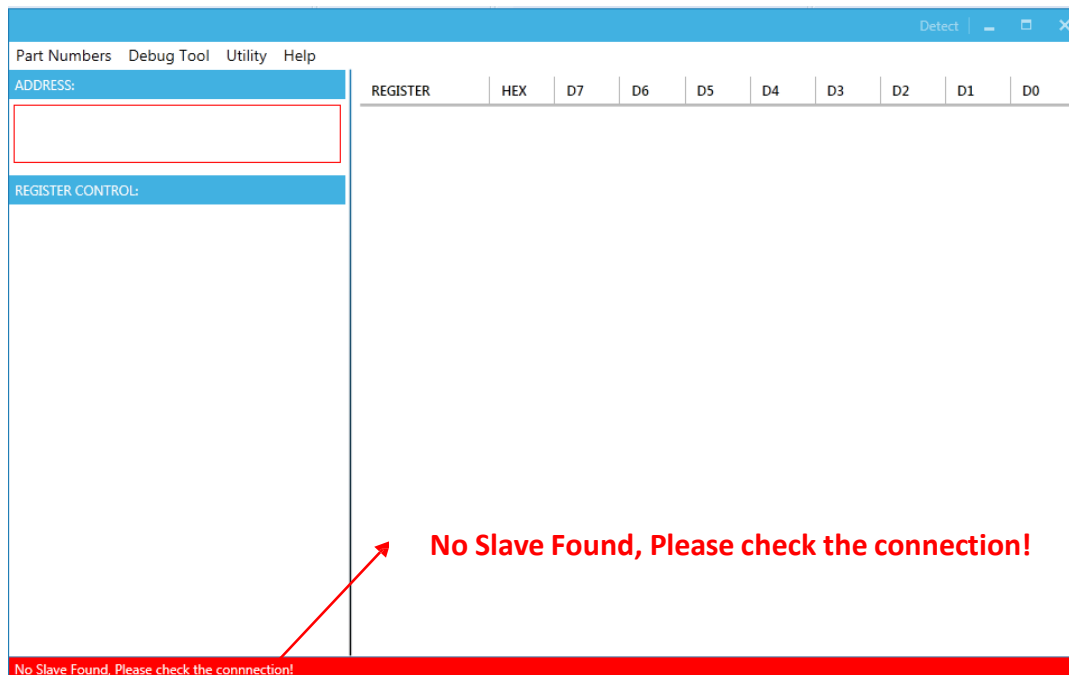 Detect
Part Numbers Debug Tool Utility Help
ADDRESS:
REGISTER HEX D7 D6 D5 D4 D3 D2 D1 D0
REGISTER CONTROL:
No Slave Found, Please check the connection!
No Slave Found, Please check the connnection!